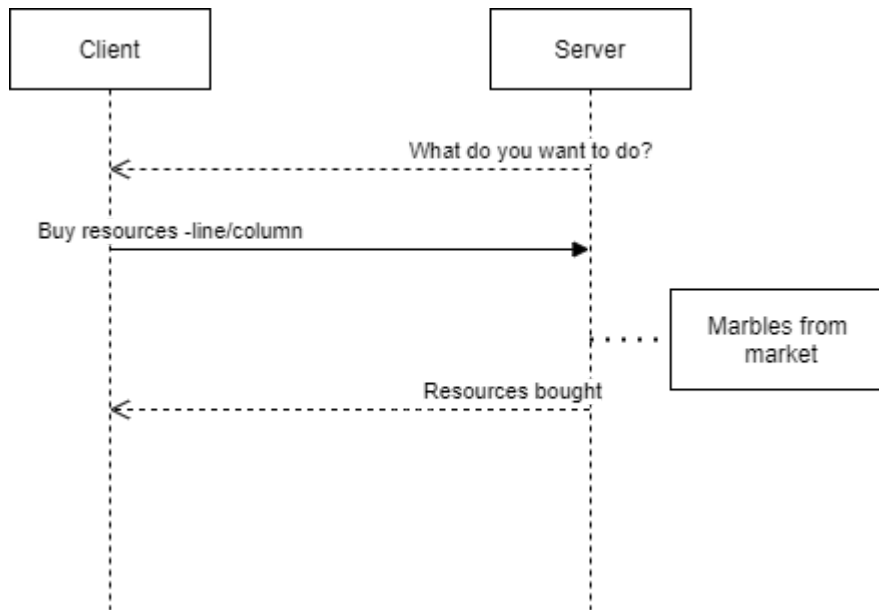 Client
Server
What do you want to do?
Buy resources -line/column
Marbles from
market
Resources bought